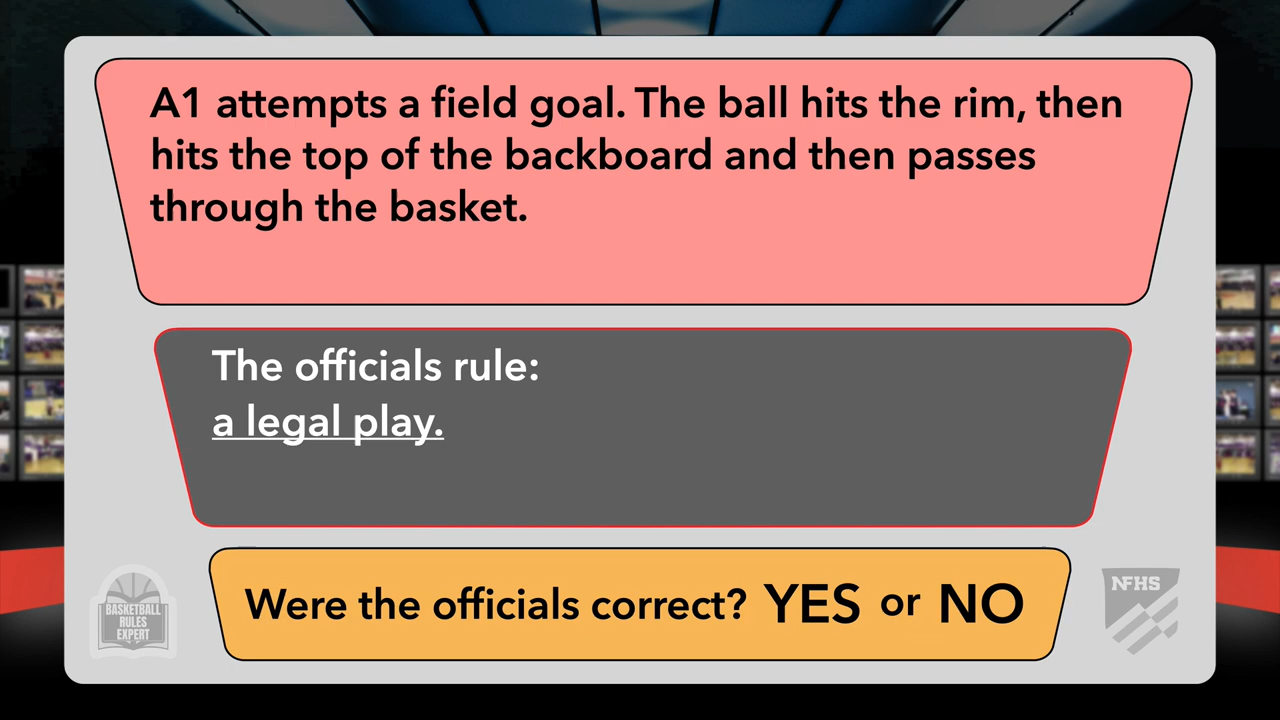 A1 attempts a field goal. The ball hits the rim, then
hits the top of the backboard and then passes
through the basket.
The officials rule:
a legal play.
Were the officials correct? YES or NO
BASKETBALL
RULES
EXPERT
NFHS